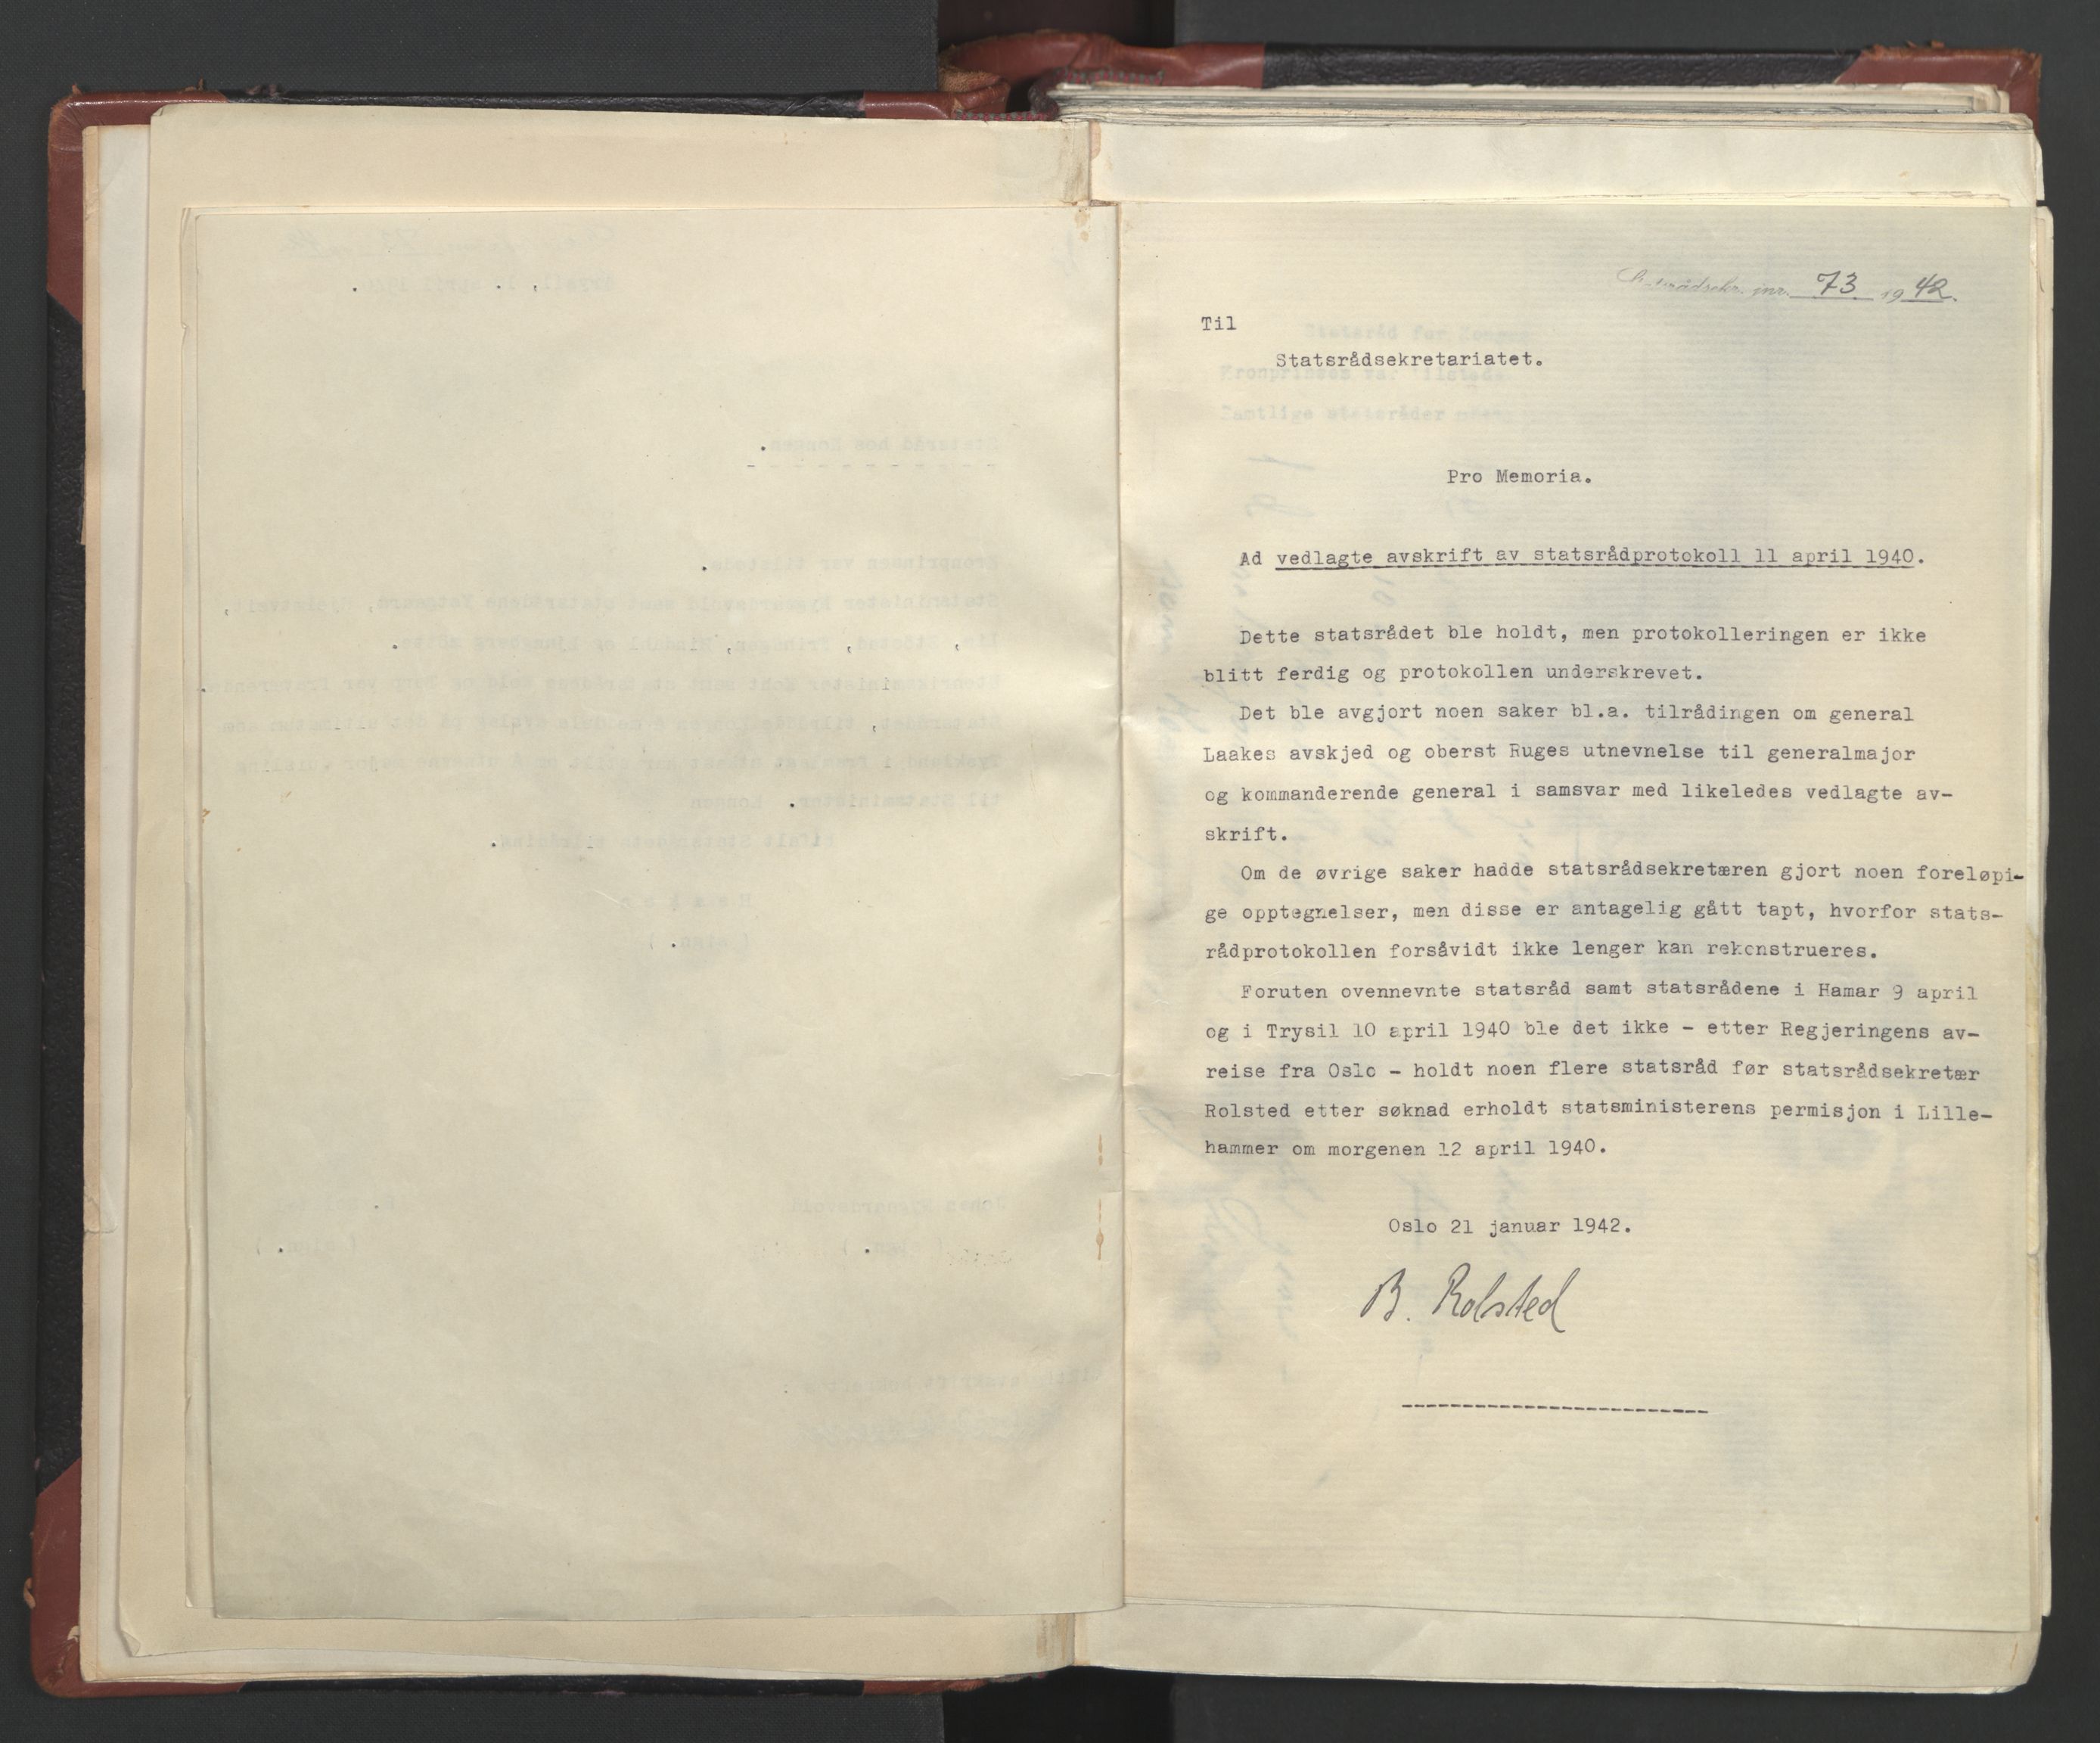 Statsrådsekr. jnr. 73 1942.
Til
Statsrådsekretariatet.
Pro Memoria.
Ad vedlagte avskrift av statsrådprotokoll 11 april 1940.
Dette statsrådet ble holdt, men protokolleringen er ikke
blitt ferdig og protokollen underskrevet.
Det ble avgjort noen saker bl.a. tilrådingen om general
Laakes avskjed og oberst Ruges utnevnelse til generalmajor
og kommanderende general i samsvar med likeledes vedlagte av-
skrift.
Om de øvrige saker hadde statsrådsekretæren gjort noen foreløpi-
ge opptegnelser, men disse er antagelig gått tapt, hvorfor stats-
rådprotokollen forsåvidt ikke lenger kan rekonstrueres.
Foruten ovennevnte statsråd samt statsrådene i Hamar 9 april
og i Trysil 10 april 1940 ble det ikke - etter Regjeringens av-
reise fra Oslo - holdt noen flere statsråd før statsrådsekretær
Rolsted etter søknad erholdt statsministerens permisjon i Lille-
hammer om morgenen 12 april 1940.
Oslo 21 januar 1942.
B. Rolsted